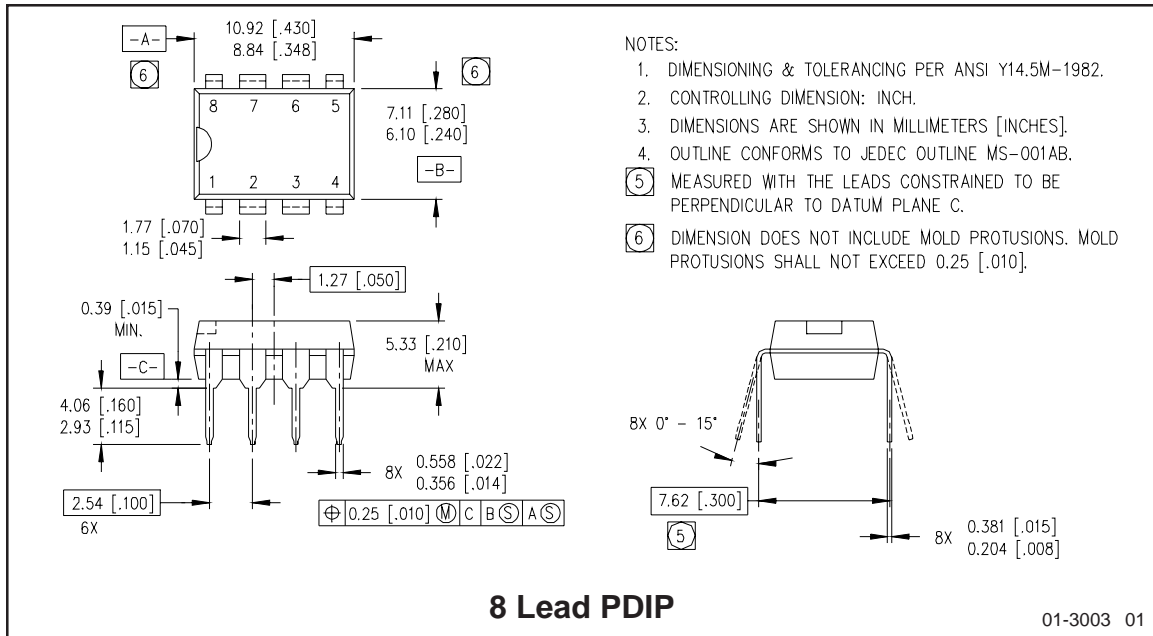 -A-
10.92 [.430]
8.84 [.348]
6
6
8 7 6 5
7.11 [.280]
6.10 [.240]
-B-
1 2 3 4
1.77 [.070]
1.15 [.045]
1.27 [.050]
0.39 [.015]
MIN.
5.33 [.210]
MAX
-C-
4.06 [.160]
2.93 [.115]
8X 0.558 [.022]
0.356 [.014]
2.54 [.100]
6X
⌖ 0.25 [.010] Ⓜ C B Ⓢ A Ⓢ
NOTES:
1. DIMENSIONING & TOLERANCING PER ANSI Y14.5M-1982.
2. CONTROLLING DIMENSION: INCH.
3. DIMENSIONS ARE SHOWN IN MILLIMETERS [INCHES].
4. OUTLINE CONFORMS TO JEDEC OUTLINE MS-001AB.
5 MEASURED WITH THE LEADS CONSTRAINED TO BE
PERPENDICULAR TO DATUM PLANE C.
6 DIMENSION DOES NOT INCLUDE MOLD PROTUSIONS. MOLD
PROTUSIONS SHALL NOT EXCEED 0.25 [.010].
8X 0° - 15°
7.62 [.300]
5
8X 0.381 [.015]
0.204 [.008]
8 Lead PDIP
01-3003 01